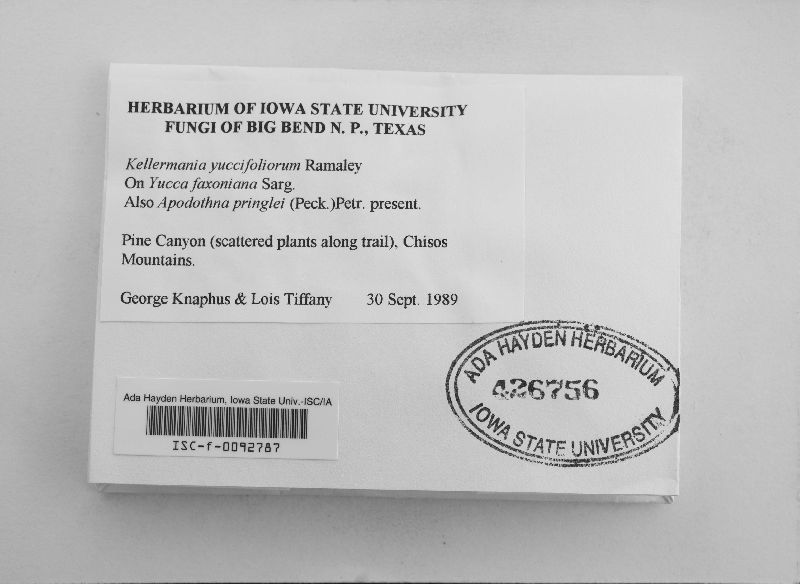 HERBARIUM OF IOWA STATE UNIVERSITY
FUNGI OF BIG BEND N. P., TEXAS
Kellermania yuccifoliorum Ramaley
On Yucca faxoniana Sarg.
Also Apodothna pringlei (Peck.)Petr. present.
Pine Canyon (scattered plants along trail), Chisos
Mountains.
George Knaphus & Lois Tiffany 30 Sept. 1989
ADA HAYDEN HERBARIUM
426756
IOWA STATE UNIVERSITY
Ada Hayden Herbarium, Iowa State Univ.-ISC/IA
ISC-f-0092787